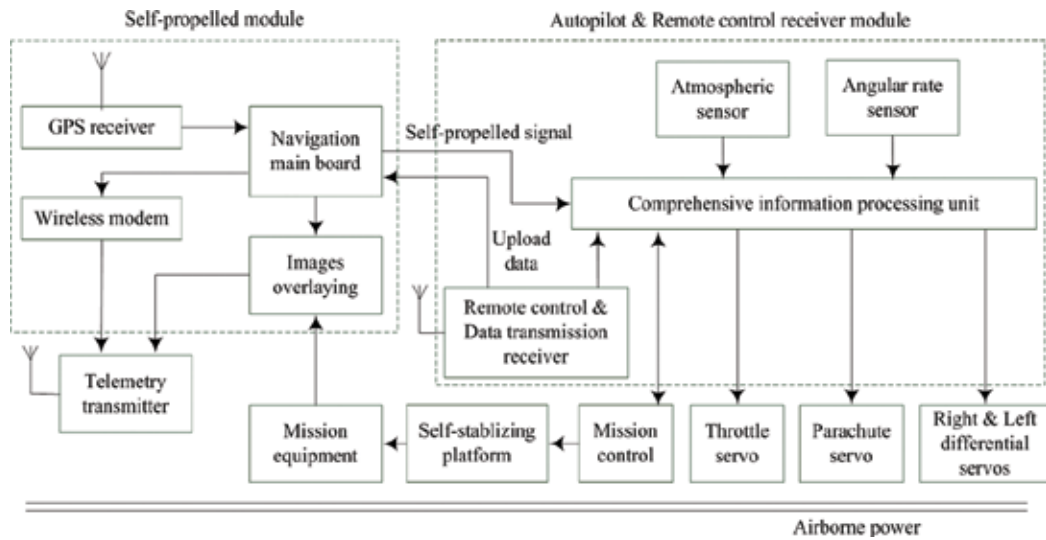 Self-propelled module
Autopilot & Remote control receiver module
GPS receiver
Navigation
main board
Wireless modem
Images
overlaying
Telemetry
transmitter
Self-propelled signal
Upload
data
Atmospheric
sensor
Angular rate
sensor
Comprehensive information processing unit
Remote control &
Data transmission
receiver
Mission
equipment
Self-stablizing
platform
Mission
control
Throttle
servo
Parachute
servo
Right & Left
differential
servos
Airborne power